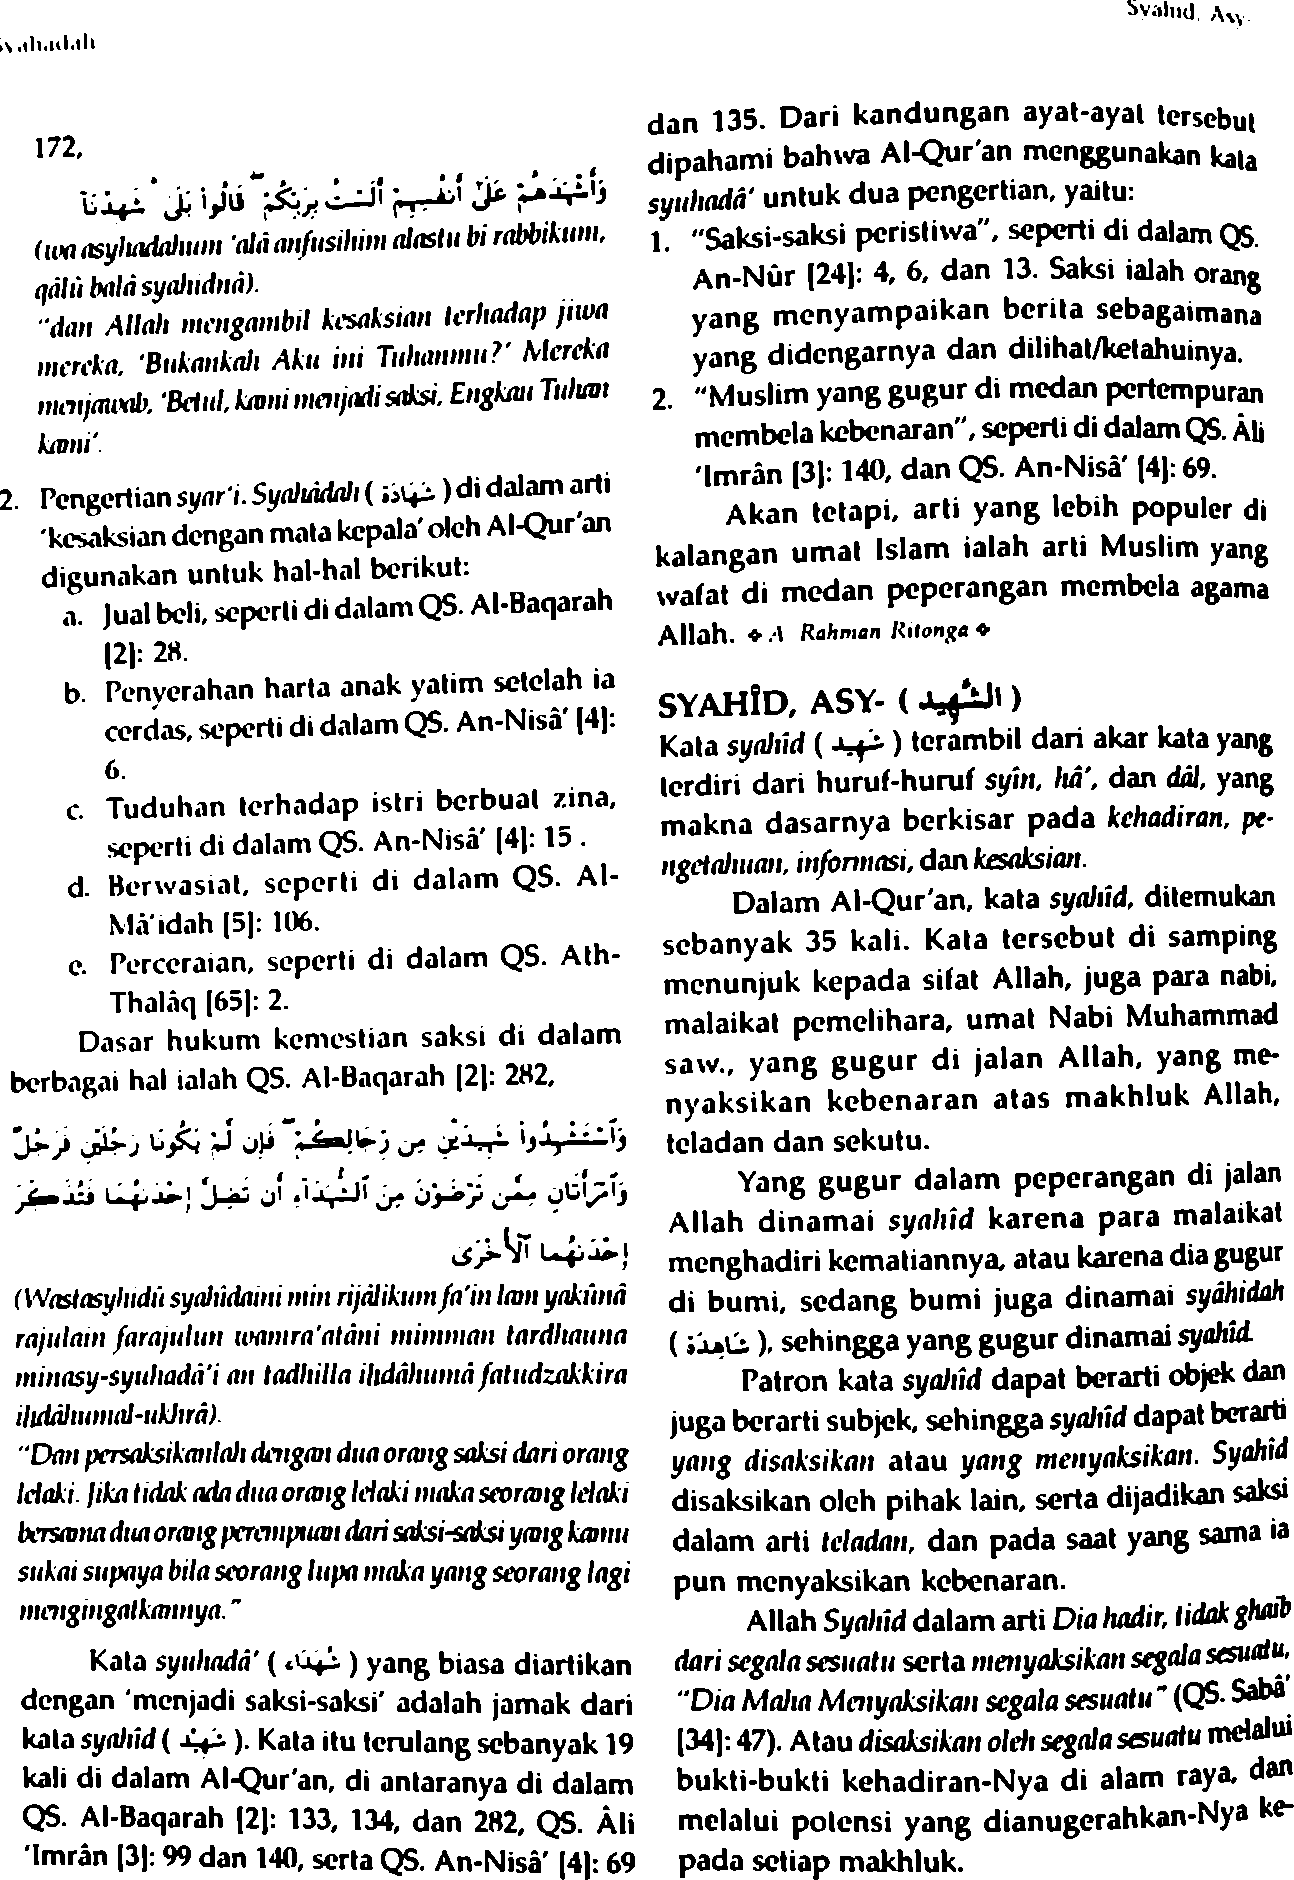 Syahadah
Syahîd, Asy-
172,
وَأَشْهَدَهُمْ عَلَىٰ أَنفُسِهِمْ أَلَسْتُ بِرَبِّكُمْ ۖ قَالُوا۟ بَلَىٰ ۛ شَهِدْنَآ
(wa asyhadahum 'alâ anfusihim alastu bi rabbikum,
qâlû balâ syahidnâ).
"dan Allah mengambil kesaksian terhadap jiwa
mereka, 'Bukankah Aku ini Tuhanmu?' Mereka
menjawab, 'Betul, kami menjadi saksi, Engkau Tuhan
kami'.
2. Pengertian syar'i. Syahâdah ( شَهَادَة ) di dalam arti
'kesaksian dengan mata kepala' oleh Al-Qur'an
digunakan untuk hal-hal berikut:
a. Jual beli, seperti di dalam QS. Al-Baqarah
[2]: 28.
b. Penyerahan harta anak yatim setelah ia
cerdas, seperti di dalam QS. An-Nisâ' [4]:
6.
c. Tuduhan terhadap istri berbuat zina,
seperti di dalam QS. An-Nisâ' [4]: 15 .
d. Berwasiat, seperti di dalam QS. Al-
Mâ'idah [5]: 106.
e. Perceraian, seperti di dalam QS. Ath-
Thalâq [65]: 2.
Dasar hukum kemestian saksi di dalam
berbagai hal ialah QS. Al-Baqarah [2]: 282,
وَٱسْتَشْهِدُوا۟ شَهِيدَيْنِ مِن رِّجَالِكُمْ ۖ فَإِن لَّمْ يَكُونَا رَجُلَيْنِ فَرَجُلٌ
وَٱمْرَأَتَانِ مِمَّن تَرْضَوْنَ مِنَ ٱلشُّهَدَآءِ أَن تَضِلَّ إِحْدَىٰهُمَا فَتُذَكِّرَ
إِحْدَىٰهُمَا ٱلْأُخْرَىٰ
(Wastasyhidû syahîdaini min rijâlikum fa'in lam yakûnâ
rajulain farajulun wamra'atâni mimman tardhauna
minasy-syuhadâ'i an tadhilla ihdâhumâ fatudzakkira
ihdâhumal-ukhrâ).
"Dan persaksikanlah dengan dua orang saksi dari orang
lelaki. Jika tidak ada dua orang lelaki maka seorang lelaki
bersama dua orang perempuan dari saksi-saksi yang kamu
sukai supaya bila seorang lupa maka yang seorang lagi
mengingatkannya."
Kata syuhadâ' ( شُهَدَاء ) yang biasa diartikan
dengan 'menjadi saksi-saksi' adalah jamak dari
kata syahîd ( شَهِيْد ). Kata itu terulang sebanyak 19
kali di dalam Al-Qur'an, di antaranya di dalam
QS. Al-Baqarah [2]: 133, 134, dan 282, QS. Âli
'Imrân [3]: 99 dan 140, serta QS. An-Nisâ' [4]: 69
dan 135. Dari kandungan ayat-ayat tersebut
dipahami bahwa Al-Qur'an menggunakan kata
syuhadâ' untuk dua pengertian, yaitu:
1. "Saksi-saksi peristiwa", seperti di dalam QS.
An-Nûr [24]: 4, 6, dan 13. Saksi ialah orang
yang menyampaikan berita sebagaimana
yang didengarnya dan dilihat/ketahuinya.
2. "Muslim yang gugur di medan pertempuran
membela kebenaran", seperti di dalam QS. Âli
'Imrân [3]: 140, dan QS. An-Nisâ' [4]: 69.
Akan tetapi, arti yang lebih populer di
kalangan umat Islam ialah arti Muslim yang
wafat di medan peperangan membela agama
Allah. ❖ A Rahman Ritonga ❖
SYAHÎD, ASY- ( الشَّهِيد )
Kata syahîd ( شَهِيد ) terambil dari akar kata yang
terdiri dari huruf-huruf syîn, hâ', dan dâl, yang
makna dasarnya berkisar pada kehadiran, pe-
ngetahuan, informasi, dan kesaksian.
Dalam Al-Qur'an, kata syahîd, ditemukan
sebanyak 35 kali. Kata tersebut di samping
menunjuk kepada sifat Allah, juga para nabi,
malaikat pemelihara, umat Nabi Muhammad
saw., yang gugur di jalan Allah, yang me-
nyaksikan kebenaran atas makhluk Allah,
teladan dan sekutu.
Yang gugur dalam peperangan di jalan
Allah dinamai syahîd karena para malaikat
menghadiri kematiannya, atau karena dia gugur
di bumi, sedang bumi juga dinamai syâhidah
( شَاهِدَة ), sehingga yang gugur dinamai syahîd.
Patron kata syahîd dapat berarti objek dan
juga berarti subjek, sehingga syahîd dapat berarti
yang disaksikan atau yang menyaksikan. Syahîd
disaksikan oleh pihak lain, serta dijadikan saksi
dalam arti teladan, dan pada saat yang sama ia
pun menyaksikan kebenaran.
Allah Syahîd dalam arti Dia hadir, tidak ghaib
dari segala sesuatu serta menyaksikan segala sesuatu,
"Dia Maha Menyaksikan segala sesuatu" (QS. Sabâ'
[34]: 47). Atau disaksikan oleh segala sesuatu melalui
bukti-bukti kehadiran-Nya di alam raya, dan
melalui potensi yang dianugerahkan-Nya ke-
pada setiap makhluk.